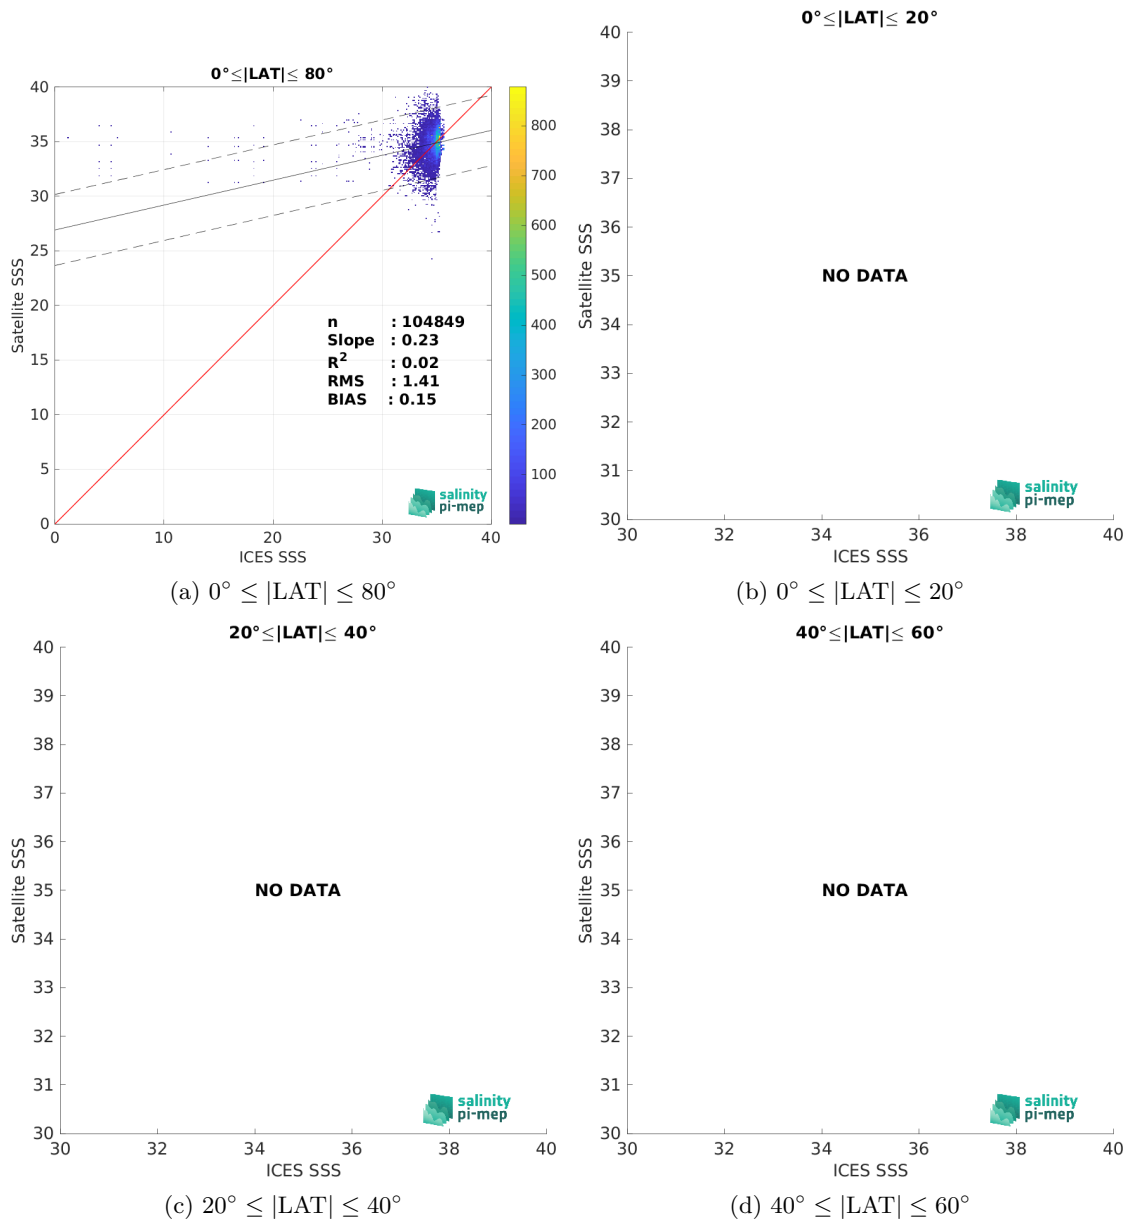 0°≤|LAT|≤ 80°
40
35
30
25
20
15
10
5
0
Satellite SSS
0
10
20
30
40
ICES SSS
n : 104849
Slope : 0.23
R2 : 0.02
RMS : 1.41
BIAS : 0.15
800
700
600
500
400
300
200
100
salinity
pi-mep
(a) 0° ≤ |LAT| ≤ 80°
0°≤|LAT|≤ 20°
40
39
38
37
36
35
34
33
32
31
30
Satellite SSS
NO DATA
salinity
pi-mep
30
32
34
36
38
40
ICES SSS
(b) 0° ≤ |LAT| ≤ 20°
20°≤|LAT|≤ 40°
40
39
38
37
36
35
34
33
32
31
30
Satellite SSS
NO DATA
salinity
pi-mep
30
32
34
36
38
40
ICES SSS
(c) 20° ≤ |LAT| ≤ 40°
40°≤|LAT|≤ 60°
40
39
38
37
36
35
34
33
32
31
30
Satellite SSS
NO DATA
salinity
pi-mep
30
32
34
36
38
40
ICES SSS
(d) 40° ≤ |LAT| ≤ 60°